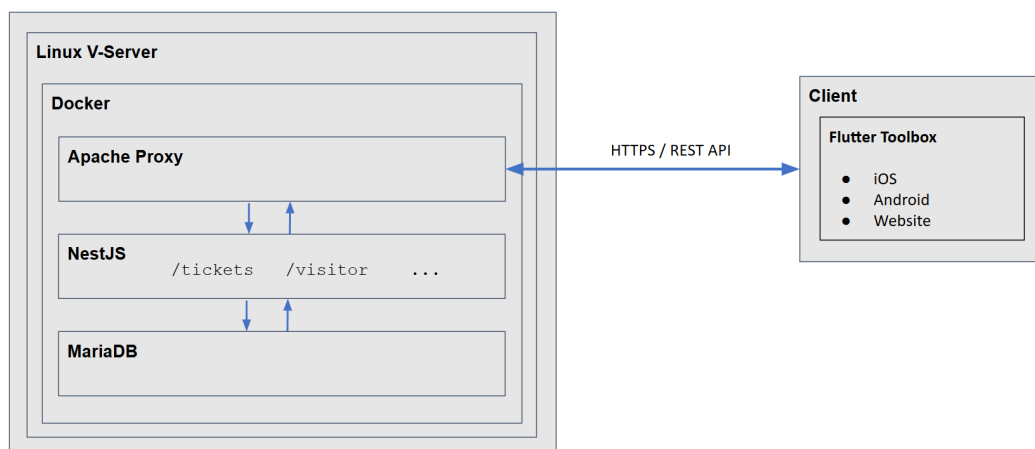 Linux V-Server
Docker
Apache Proxy
NestJS
/tickets /visitor ...
MariaDB
HTTPS / REST API
Client
Flutter Toolbox
● iOS
● Android
● Website